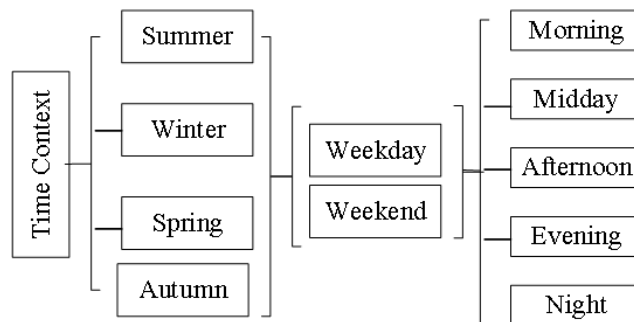 Time Context
Summer
Winter
Spring
Autumn
Weekday
Weekend
Morning
Midday
Afternoon
Evening
Night